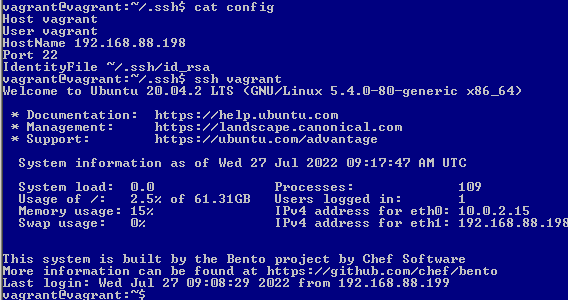 vagrant@vagrant:~/.ssh$ cat config
Host vagrant
User vagrant
HostName 192.168.88.198
Port 22
IdentityFile ~/.ssh/id_rsa
vagrant@vagrant:~/.ssh$ ssh vagrant
Welcome to Ubuntu 20.04.2 LTS (GNU/Linux 5.4.0-80-generic x86_64)
* Documentation: https://help.ubuntu.com
* Management: https://landscape.canonical.com
* Support: https://ubuntu.com/advantage
System information as of Wed 27 Jul 2022 09:17:47 AM UTC
System load: 0.0 Processes: 109
Usage of /: 2.5% of 61.31GB Users logged in: 1
Memory usage: 15% IPv4 address for eth0: 10.0.2.15
Swap usage: 0% IPv4 address for eth1: 192.168.88.198
This system is built by the Bento project by Chef Software
More information can be found at https://github.com/chef/bento
Last login: Wed Jul 27 09:08:29 2022 from 192.168.88.199
vagrant@vagrant:~$